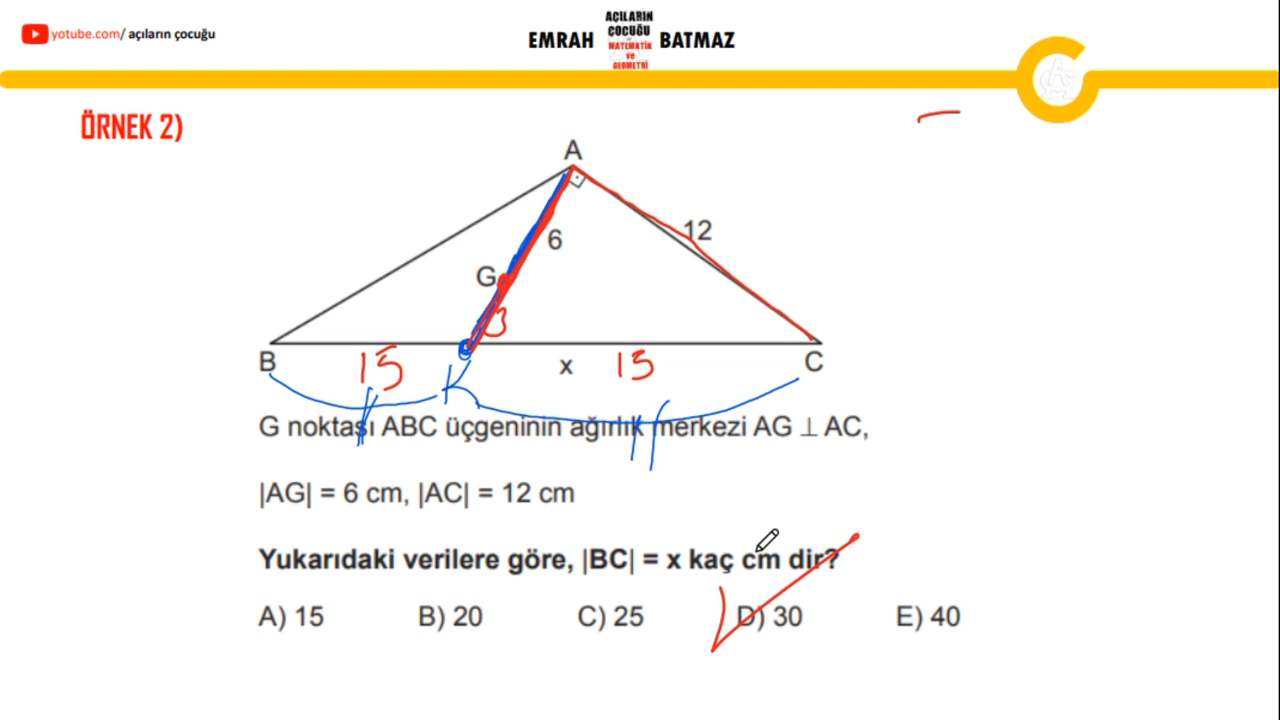 yotube.com/ açıların çocuğu
EMRAH
AÇILARIN
ÇOCUĞU
MATEMATİK
ve
GEOMETRİ
BATMAZ
ÖRNEK 2)
A
6
12
G
3
B
15
K
x
15
C
G noktası ABC üçgeninin ağırlık merkezi AG ⊥ AC,
|AG| = 6 cm, |AC| = 12 cm
Yukarıdaki verilere göre, |BC| = x kaç cm dir?
A) 15 B) 20 C) 25 D) 30 E) 40